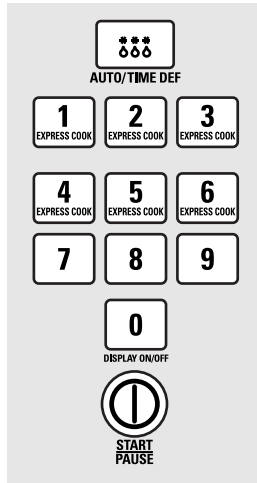 AUTO/TIME DEF
1 2 3
EXPRESS COOK EXPRESS COOK EXPRESS COOK
4 5 6
EXPRESS COOK EXPRESS COOK EXPRESS COOK
7 8 9
0
DISPLAY ON/OFF
START
PAUSE